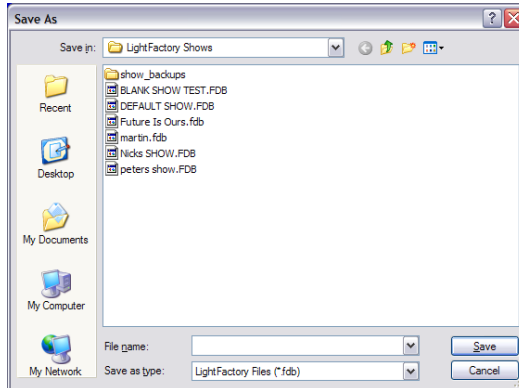 Save As
Save in: LightFactory Shows
show_backups
BLANK SHOW TEST.FDB
DEFAULT SHOW.FDB
Future Is Ours.fdb
martin.fdb
Nicks SHOW.FDB
peters show.FDB
Recent
Desktop
My Documents
My Computer
My Network
File name:
Save
Save as type: LightFactory Files (*.fdb)
Cancel